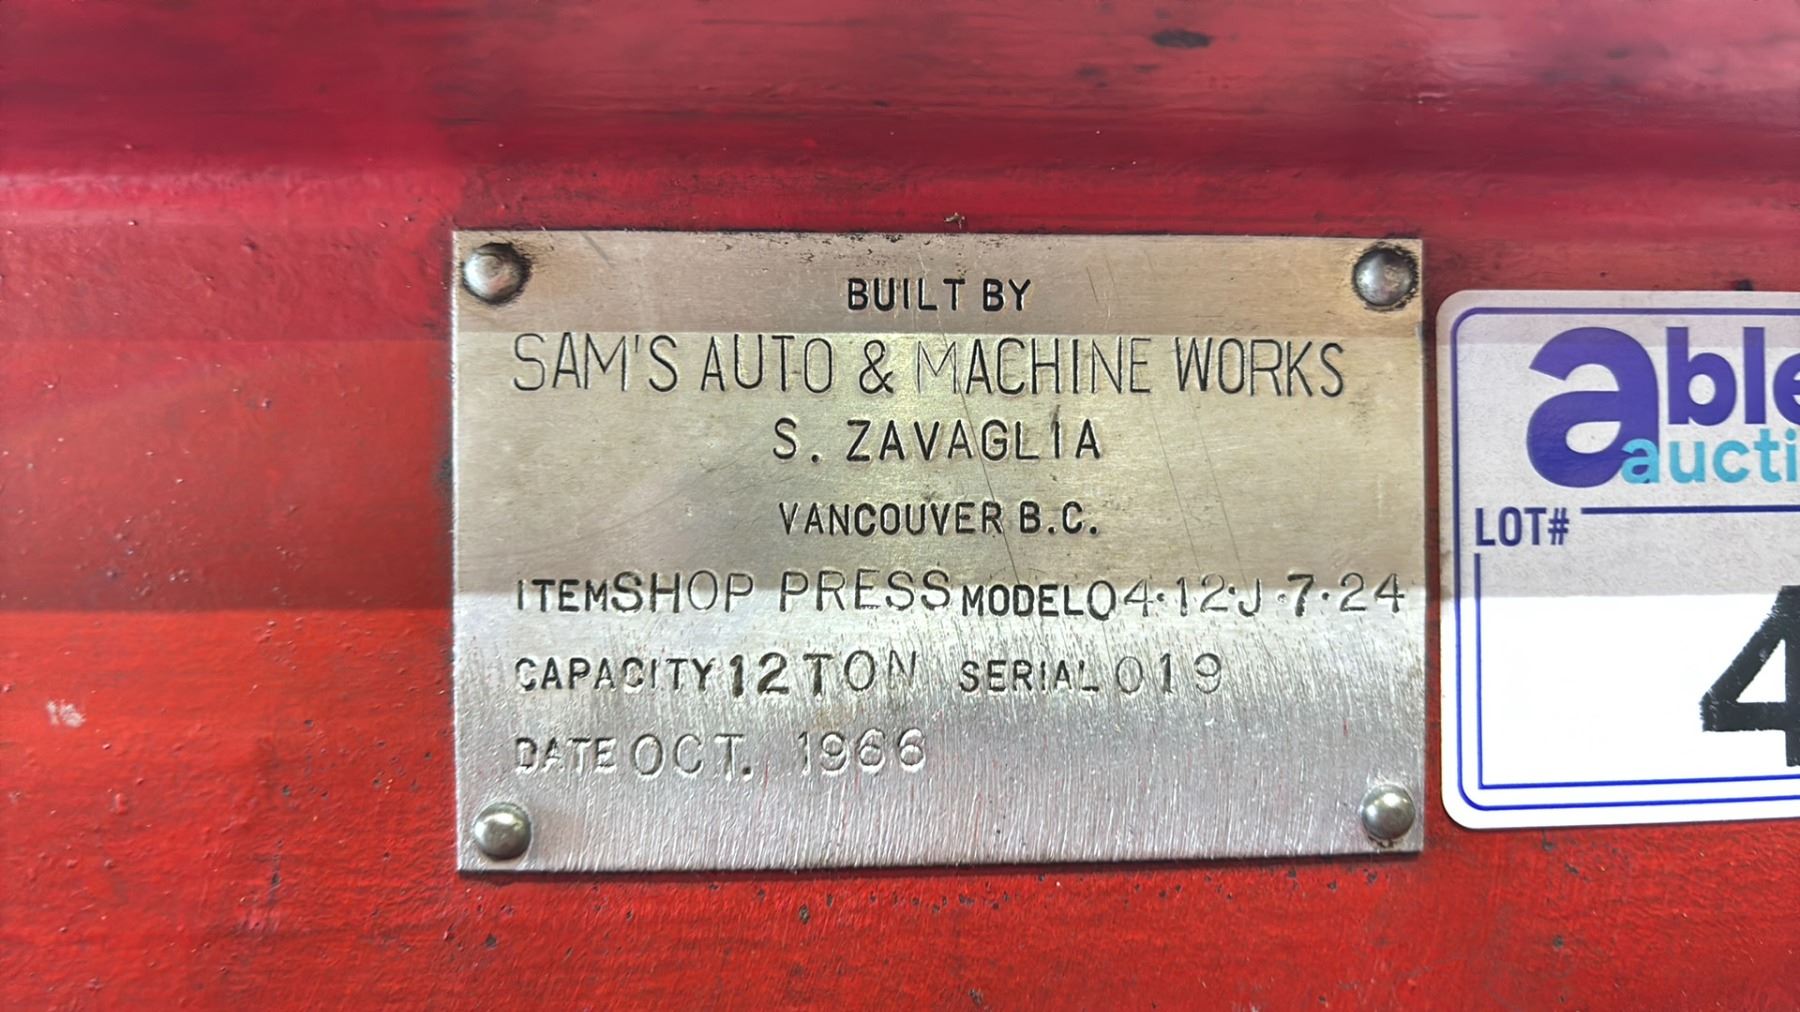 BUILT BY
SAM'S AUTO & MACHINE WORKS
S. ZAVAGLIA
VANCOUVER B.C.
ITEM SHOP PRESS MODEL 04·12·J·7·24
CAPACITY 12 TON SERIAL 019
DATE OCT. 1966
able
aucti
LOT#
4